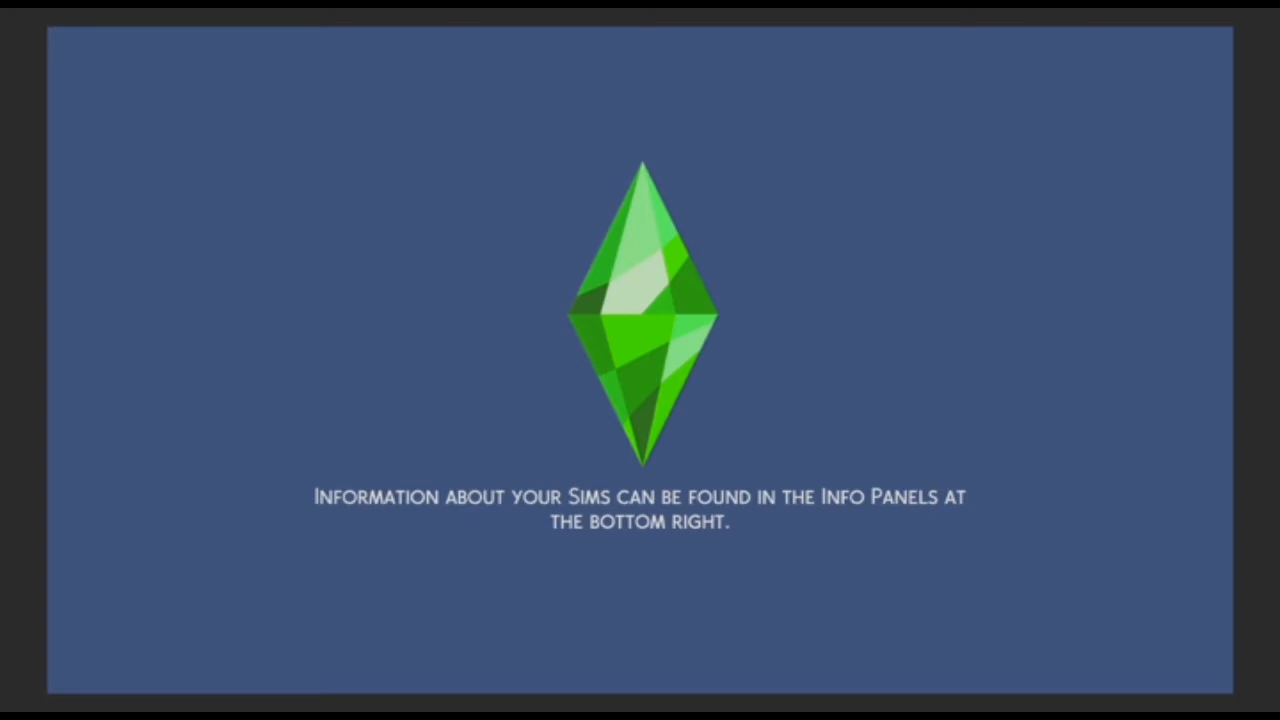 Information about your Sims can be found in the Info Panels at
the bottom right.